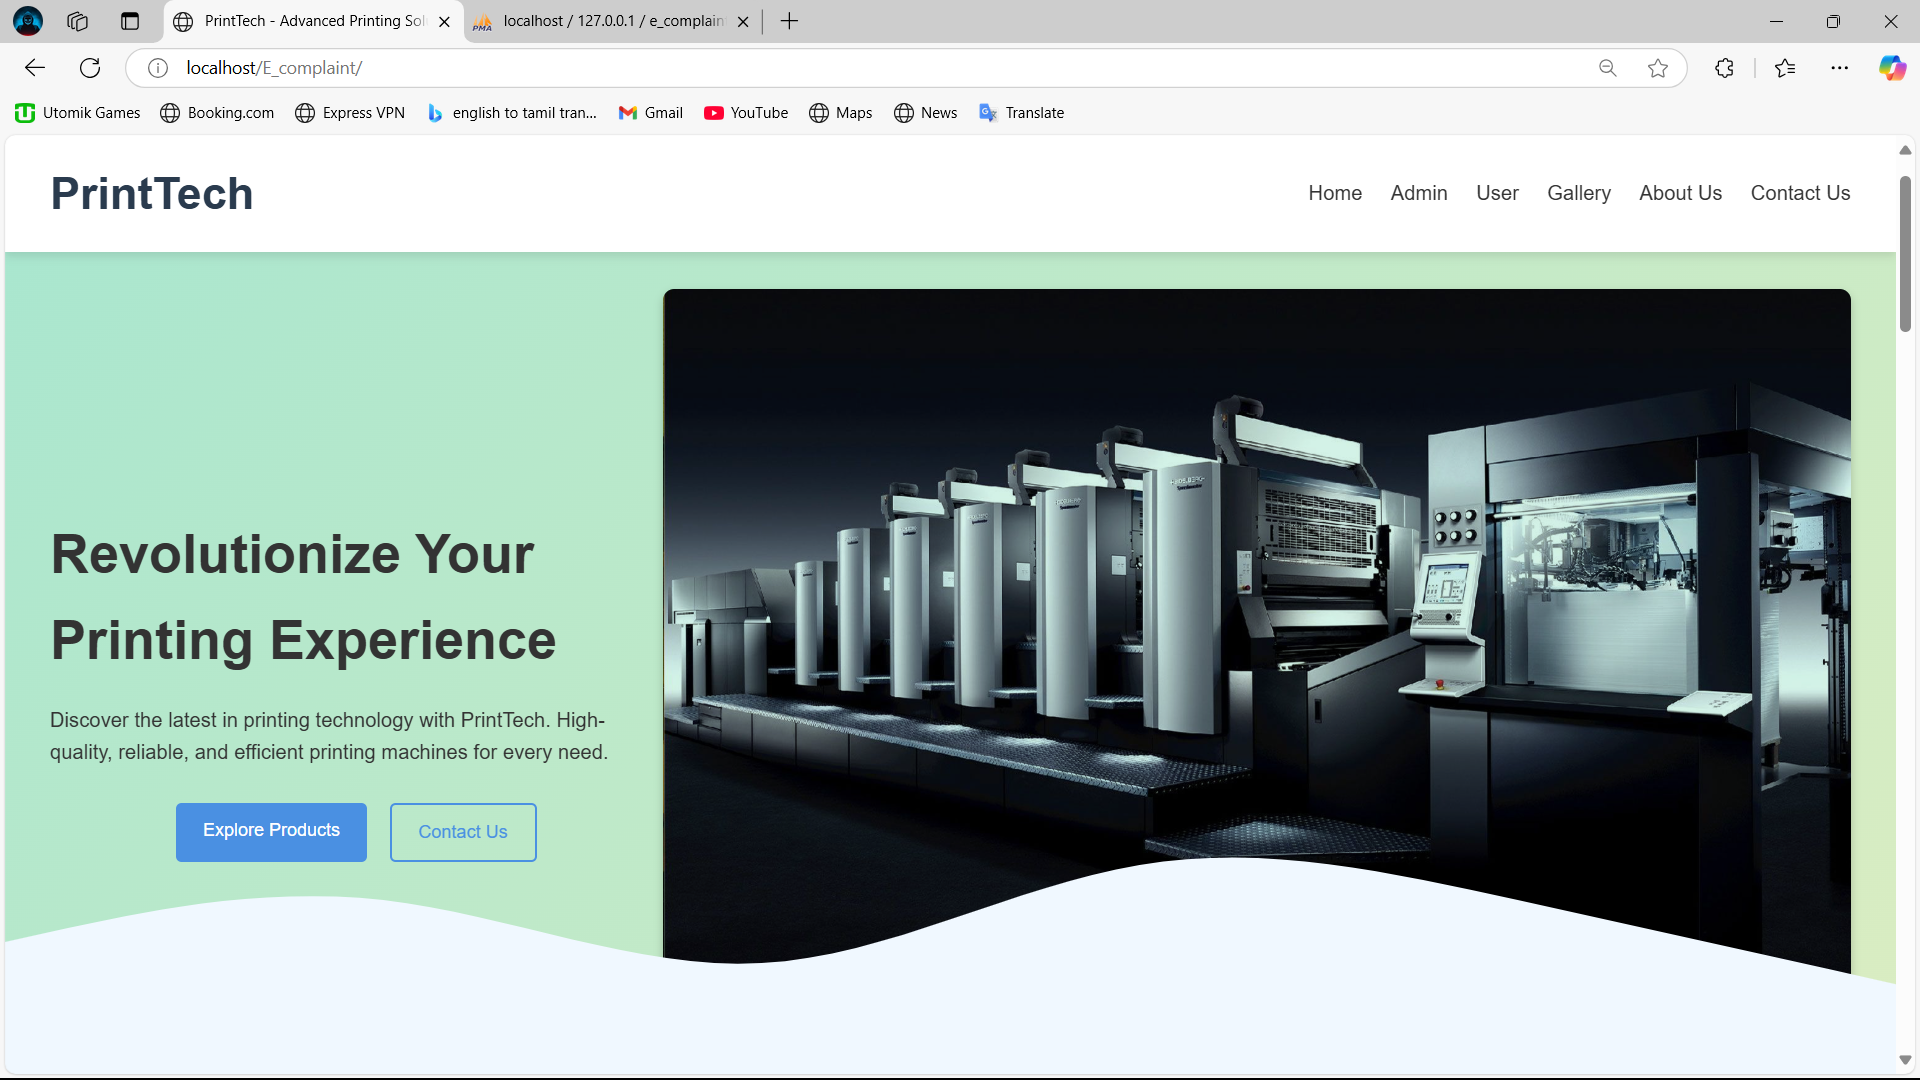 PrintTech - Advanced Printing Sol
localhost / 127.0.0.1 / e_complain
localhost/E_complaint/
Utomik Games
Booking.com
Express VPN
english to tamil tran...
Gmail
YouTube
Maps
News
Translate
PrintTech
Home
Admin
User
Gallery
About Us
Contact Us
Revolutionize Your
Printing Experience
Discover the latest in printing technology with PrintTech. High-
quality, reliable, and efficient printing machines for every need.
Explore Products
Contact Us